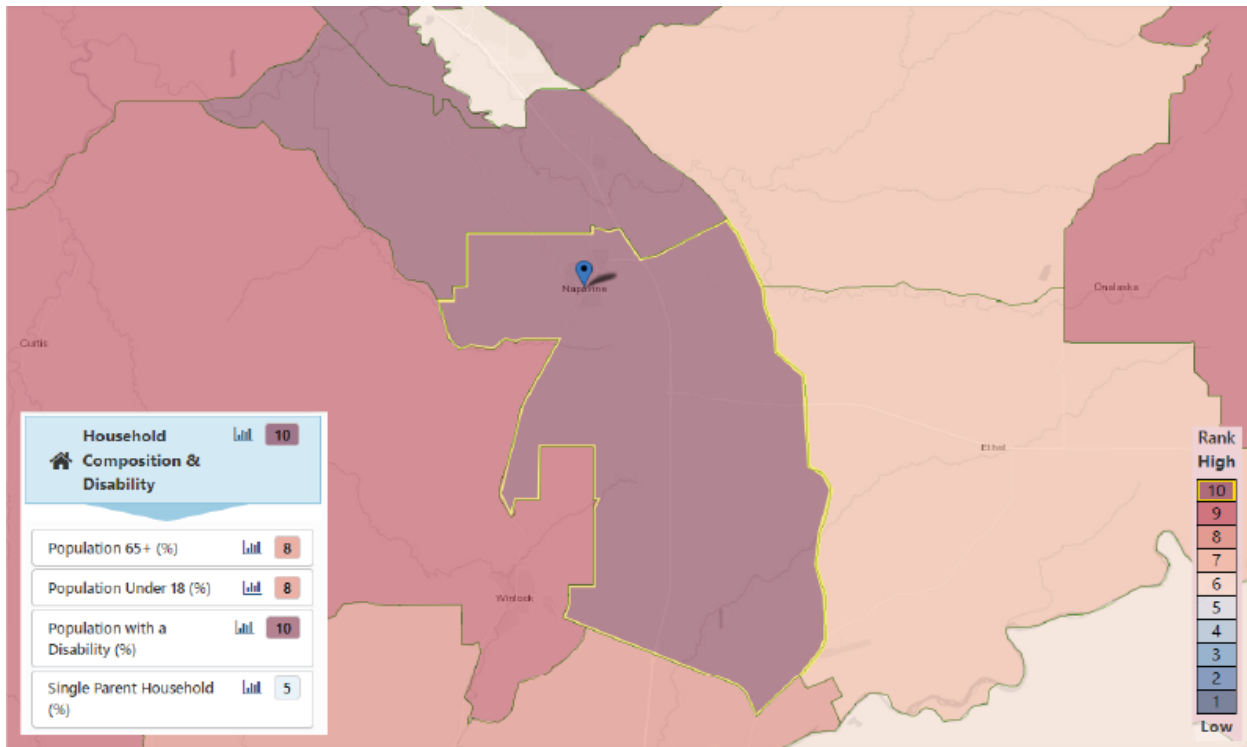 Napavine
Onalaska
Curtis
Ethel
Winlock
Household
Composition &
Disability
10
Population 65+ (%)
8
Population Under 18 (%)
8
Population with a
Disability (%)
10
Single Parent Household
(%)
5
Rank
High
10
9
8
7
6
5
4
3
2
1
Low